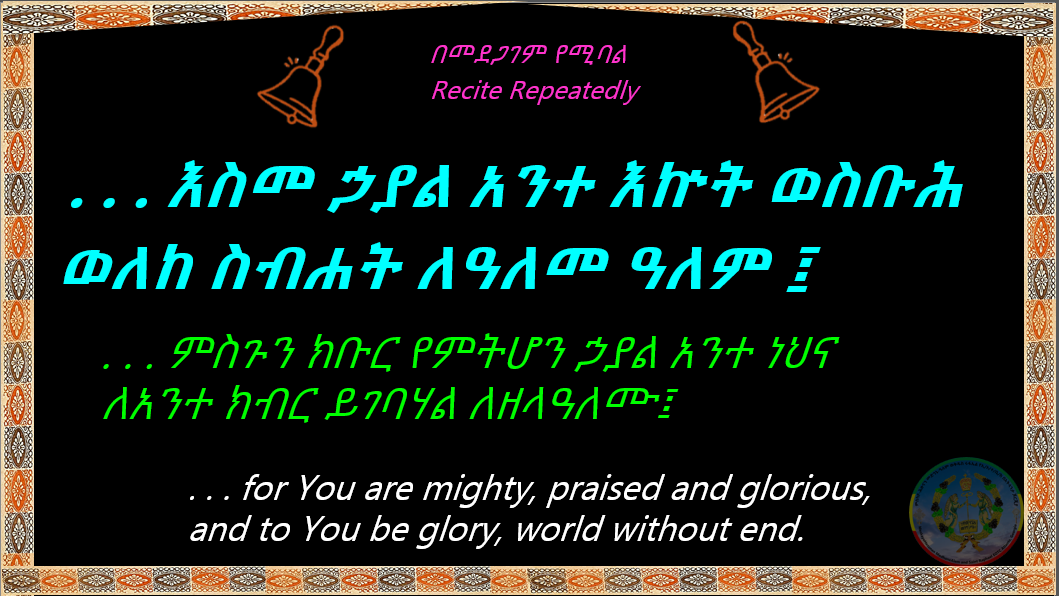 በመደጋገም የሚባል
Recite Repeatedly
. . . እስመ ኃያል አንተ እኩት ወስቡሕ
ወለከ ስብሐት ለዓለመ ዓለም ፤
. . . ምስጉን ክቡር የምትሆን ኃያል አንተ ነህና
ለአንተ ክብር ይገባሃል ለዘላዓለሙ፤
. . . for You are mighty, praised and glorious,
and to You be glory, world without end.